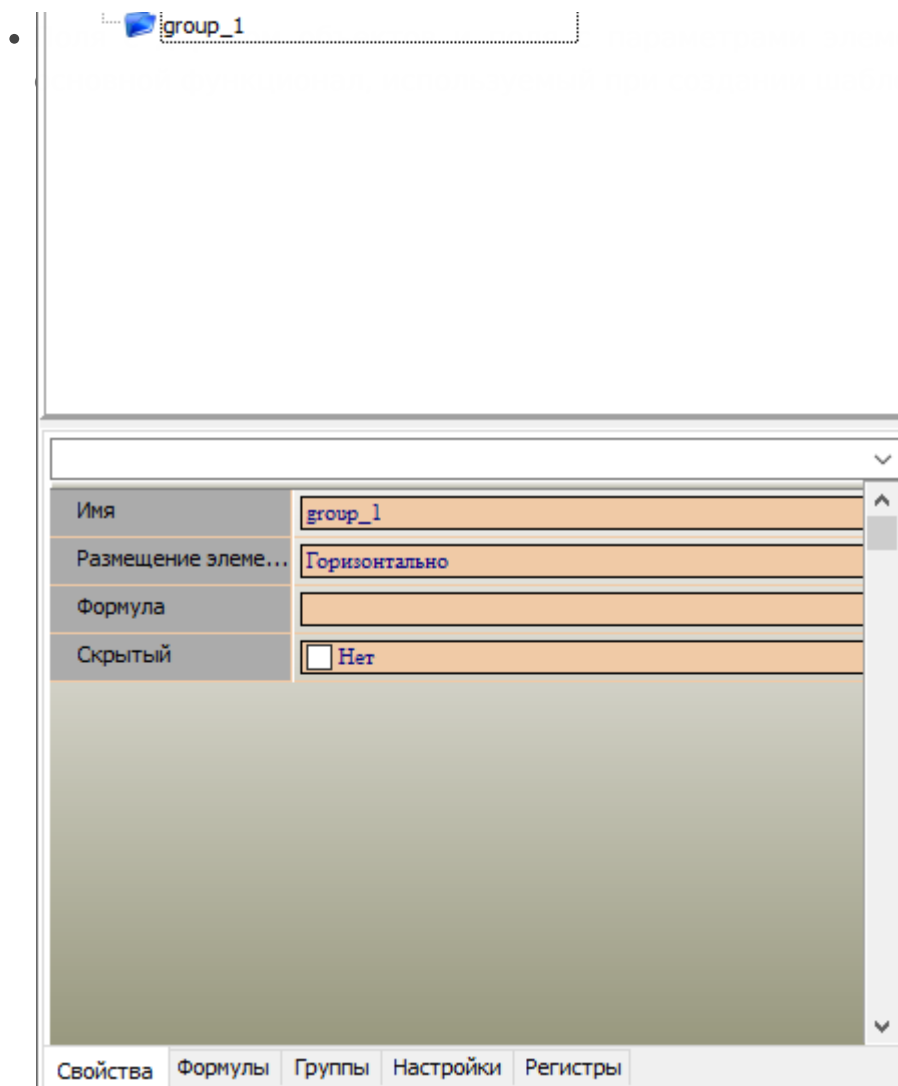 group_1
Имя group_1
Размещение элеме... Горизонтально
Формула
Скрытый Нет
Свойства Формулы Группы Настройки Регистры